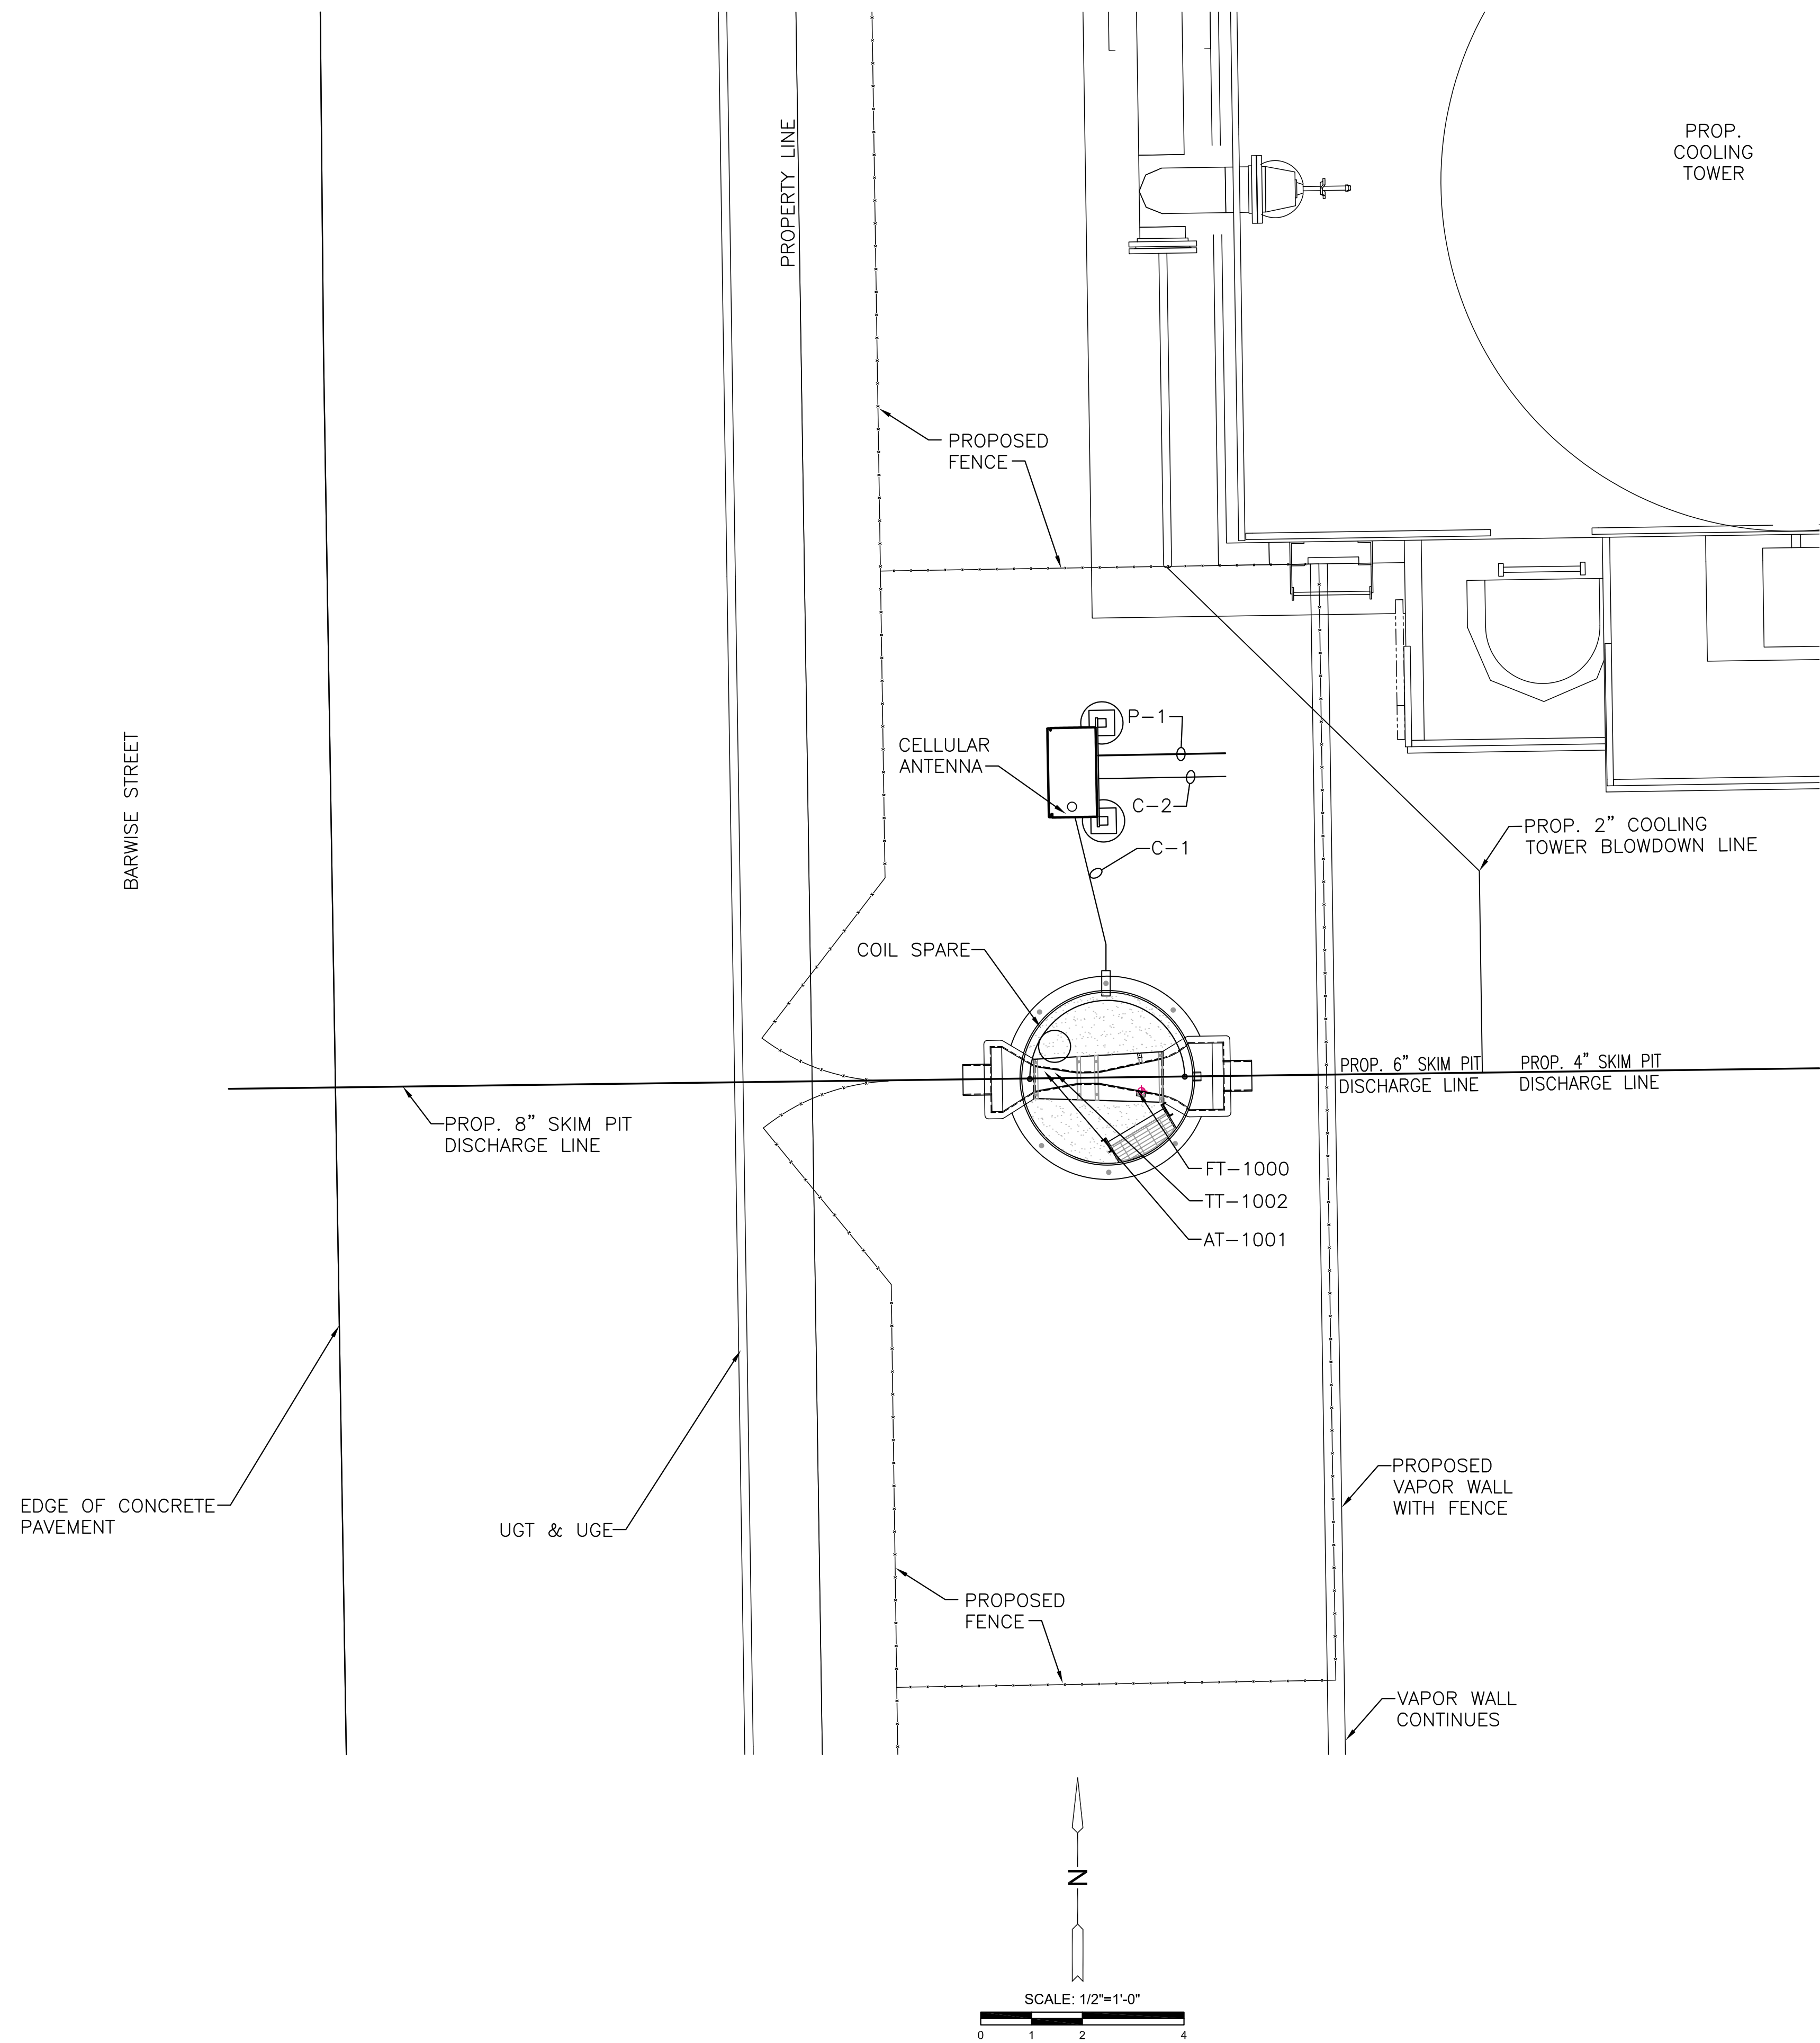 PROP.
COOLING
TOWER
PROPERTY LINE
PROPOSED
FENCE
P-1
CELLULAR
ANTENNA
C-2
C-1
BARWISE STREET
PROP. 2" COOLING
TOWER BLOWDOWN LINE
COIL SPARE
PROP. 6" SKIM PIT
DISCHARGE LINE
PROP. 4" SKIM PIT
DISCHARGE LINE
PROP. 8" SKIM PIT
DISCHARGE LINE
FT-1000
TT-1002
AT-1001
EDGE OF CONCRETE
PAVEMENT
UGT & UGE
PROPOSED
VAPOR WALL
WITH FENCE
PROPOSED
FENCE
VAPOR WALL
CONTINUES
N
SCALE: 1/2"=1'-0"
0 1 2 4